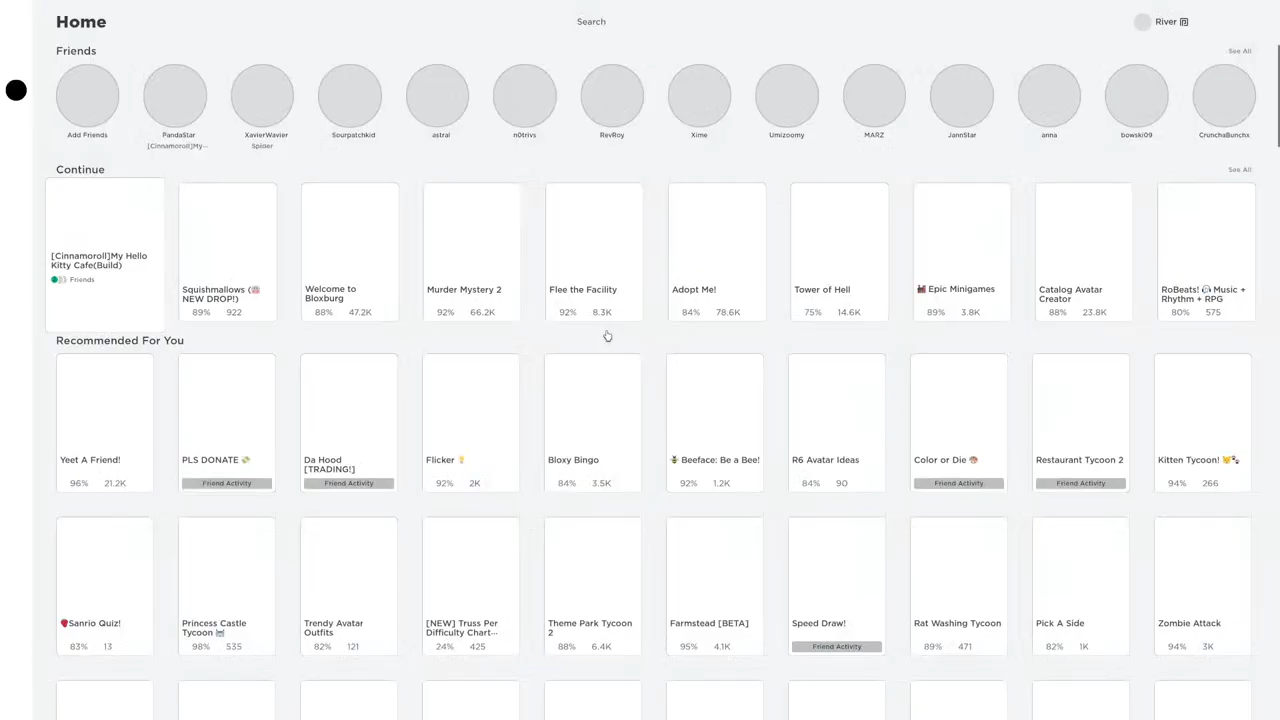 Home
Search
River
Friends
See All
Add Friends
PandaStar
[Cinnamoroll]My...
XavierWavier
Spitter
Sourpatchkid
astral
n0trivs
RevRoy
Xime
Umizoomy
MARZ
JannStar
anna
bowski09
CrunchaBunchx
Continue
See All
[Cinnamoroll]My Hello
Kitty Cafe(Build)
Friends
Squishmallows (
NEW DROP!)
89% 922
Welcome to
Bloxburg
88% 47.2K
Murder Mystery 2
92% 66.2K
Flee the Facility
92% 8.3K
Adopt Me!
84% 78.6K
Tower of Hell
75% 14.6K
🚂 Epic Minigames
89% 3.8K
Catalog Avatar
Creator
88% 23.8K
RoBeats! 🎧 Music +
Rhythm + RPG
80% 575
Recommended For You
Yeet A Friend!
96% 21.2K
PLS DONATE 💸
Friend Activity
Da Hood
[TRADING!]
Friend Activity
Flicker 💡
92% 2K
Bloxy Bingo
84% 3.5K
🐝 Beeface: Be a Bee!
92% 1.2K
R6 Avatar Ideas
84% 90
Color or Die
Friend Activity
Restaurant Tycoon 2
Friend Activity
Kitten Tycoon! 😺🐾
94% 266
Sanrio Quiz!
83% 13
Princess Castle
Tycoon
98% 535
Trendy Avatar
Outfits
82% 121
[NEW] Truss Per
Difficulty Chart...
24% 425
Theme Park Tycoon
2
88% 6.4K
Farmstead [BETA]
95% 4.1K
Speed Draw!
Friend Activity
Rat Washing Tycoon
89% 471
Pick A Side
82% 1K
Zombie Attack
94% 3K